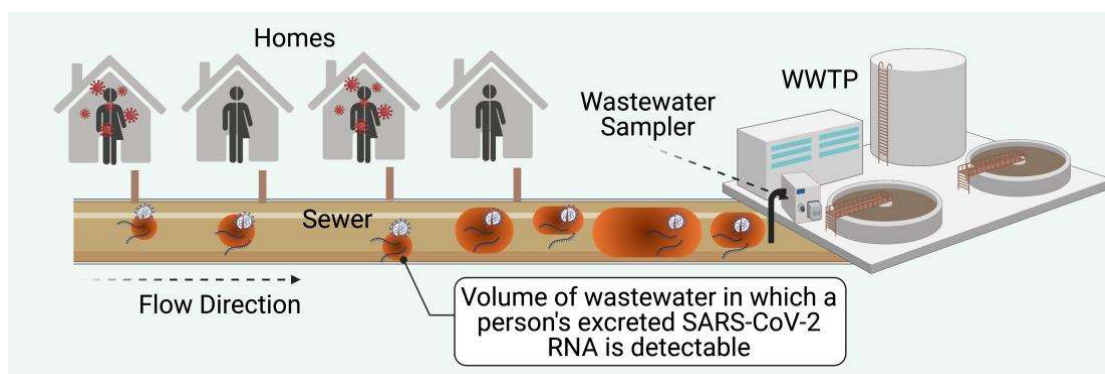 Homes
WWTP
Wastewater
Sampler
Sewer
Flow Direction
Volume of wastewater in which a
person's excreted SARS-CoV-2
RNA is detectable